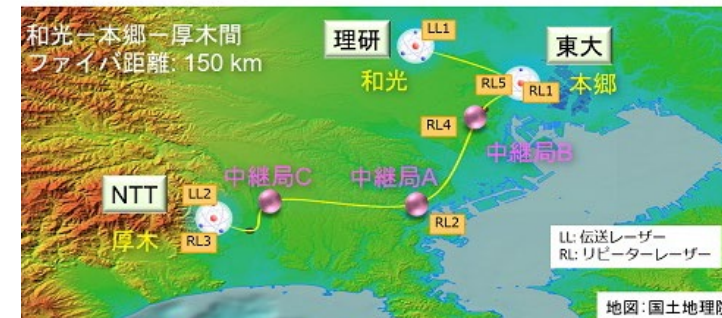 和光－本郷－厚木間
ファイバ距離: 150 km
理研
LL1
和光
東大
RL5
RL1
本郷
RL4
中継局B
中継局C
中継局A
NTT
LL2
RL2
厚木
RL3
LL: 伝送レーザー
RL: リピーターレーザー
地図:国土地理院